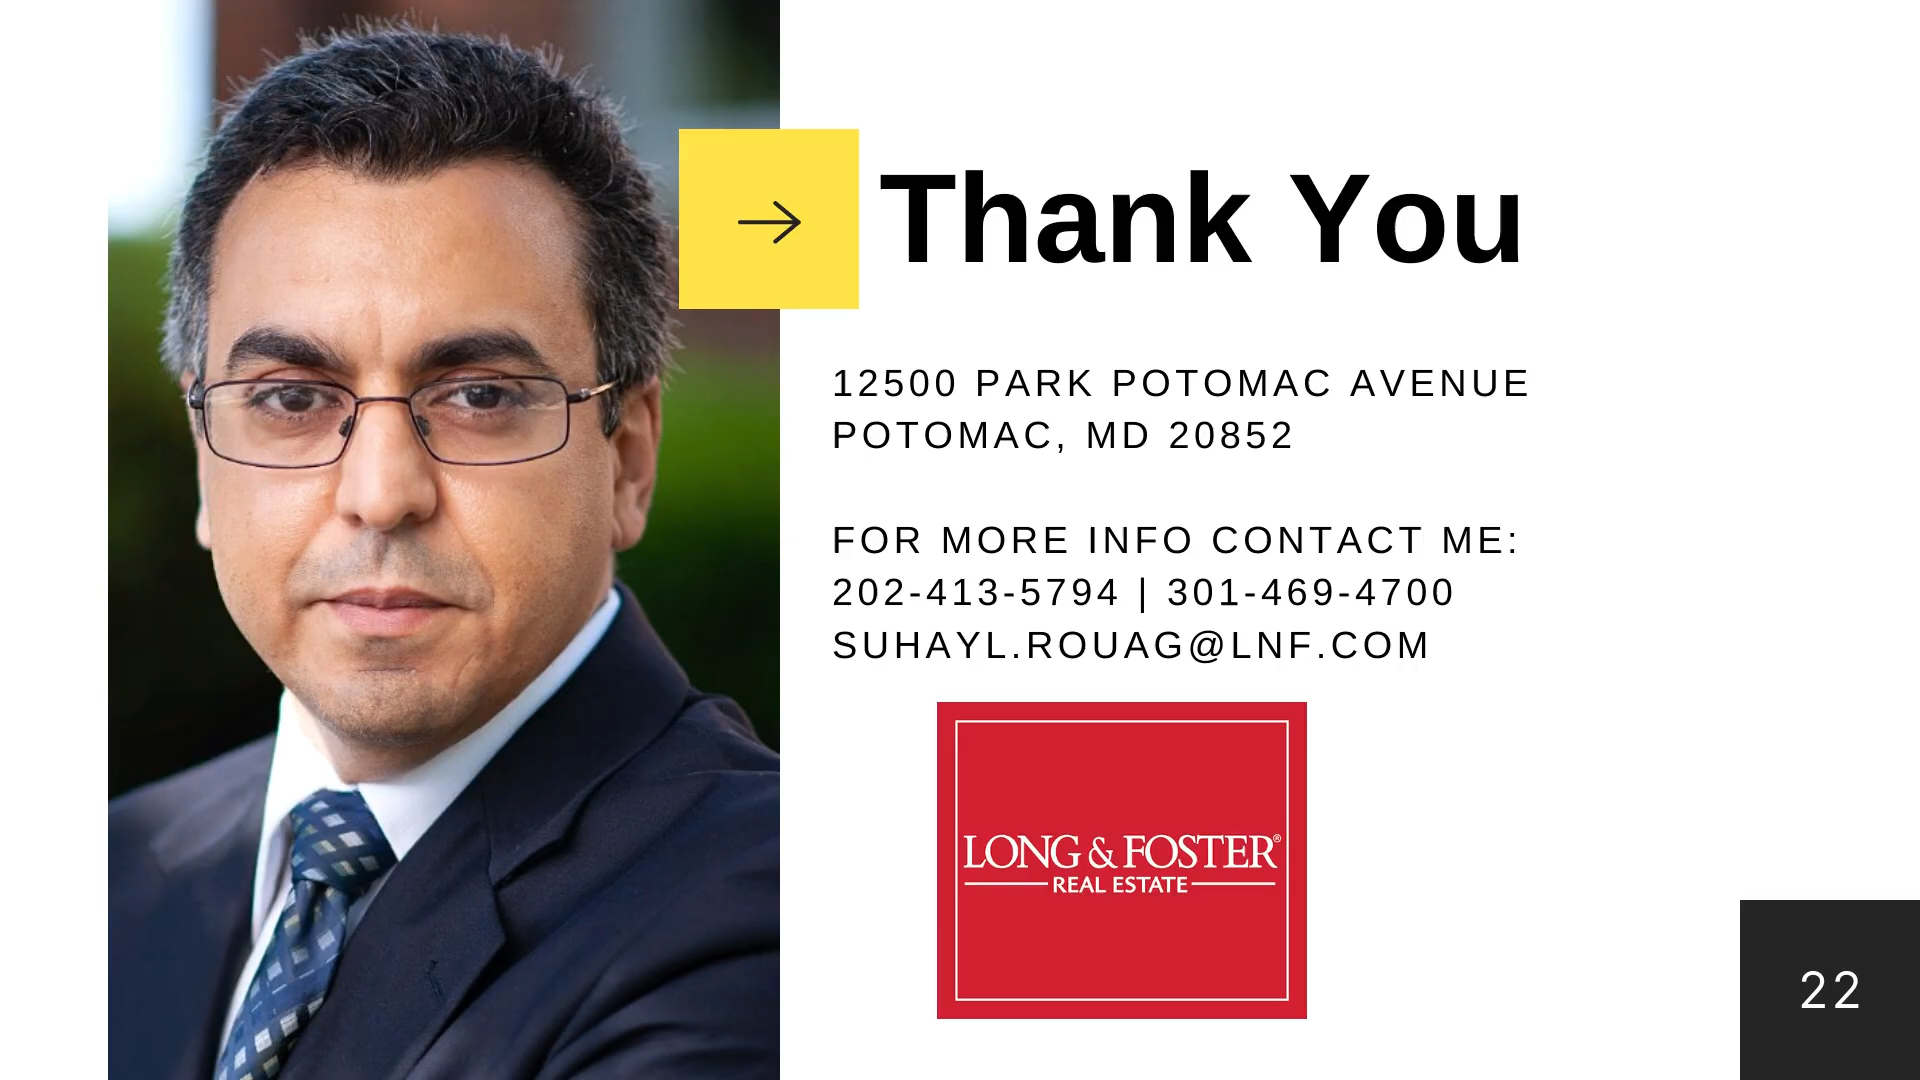 Thank You
12500 PARK POTOMAC AVENUE
POTOMAC, MD 20852
FOR MORE INFO CONTACT ME:
202-413-5794 | 301-469-4700
SUHAYL.ROUAG@LNF.COM
LONG & FOSTER®
REAL ESTATE
22